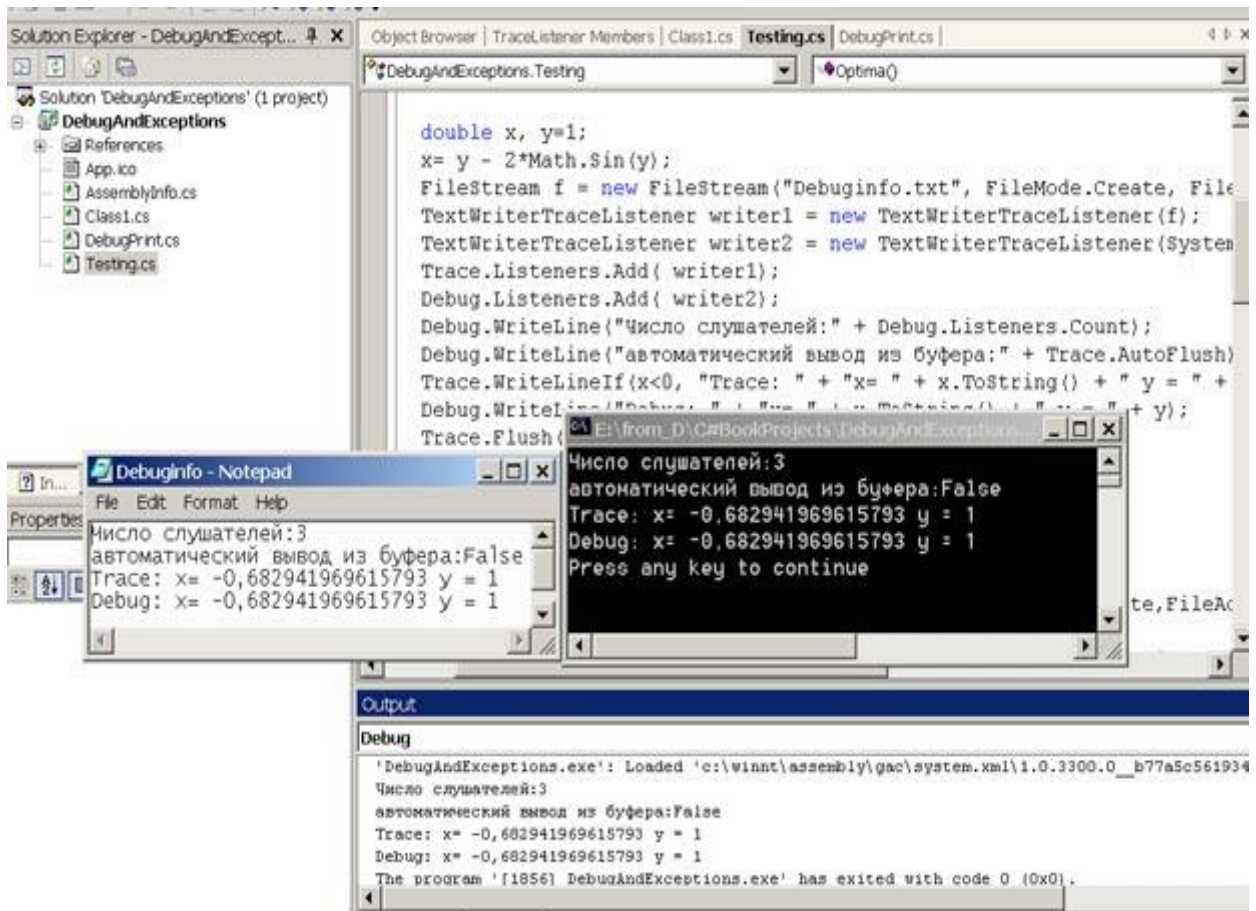 Solution Explorer - DebugAndExcept...
Solution 'DebugAndExceptions' (1 project)
DebugAndExceptions
References
App.ico
AssemblyInfo.cs
Class1.cs
DebugPrint.cs
Testing.cs
Object Browser | TraceListener Members | Class1.cs Testing.cs DebugPrint.cs |
DebugAndExceptions.Testing
Optima()
double x, y=1;
x= y - 2*Math.Sin(y);
FileStream f = new FileStream("Debuginfo.txt", FileMode.Create, File
TextWriterTraceListener writer1 = new TextWriterTraceListener(f);
TextWriterTraceListener writer2 = new TextWriterTraceListener(System
Trace.Listeners.Add( writer1);
Debug.Listeners.Add( writer2);
Debug.WriteLine("Число слушателей:" + Debug.Listeners.Count);
Debug.WriteLine("автоматический вывод из буфера:" + Trace.AutoFlush)
Trace.WriteLineIf(x<0, "Trace: " + "x= " + x.ToString() + " y = " +
+ y);
Trace.Flush(
te,FileAc
In...
Properties
Debuginfo - Notepad
File Edit Format Help
Число слушателей:3
автоматический вывод из буфера:False
Trace: x= -0,682941969615793 y = 1
Debug: x= -0,682941969615793 y = 1
E:\from_D\C#BookProjects\DebugAndExceptions...
Число слушателей:3
автоматический вывод из буфера:False
Trace: x= -0,682941969615793 y = 1
Debug: x= -0,682941969615793 y = 1
Press any key to continue
Output
Debug
'DebugAndExceptions.exe': Loaded 'c:\winnt\assembly\gac\system.xml\1.0.3300.0__b77a5c561934
Число слушателей:3
автоматический вывод из буфера:False
Trace: x= -0,682941969615793 y = 1
Debug: x= -0,682941969615793 y = 1
The program '[1856] DebugAndExceptions.exe' has exited with code 0 (0x0).